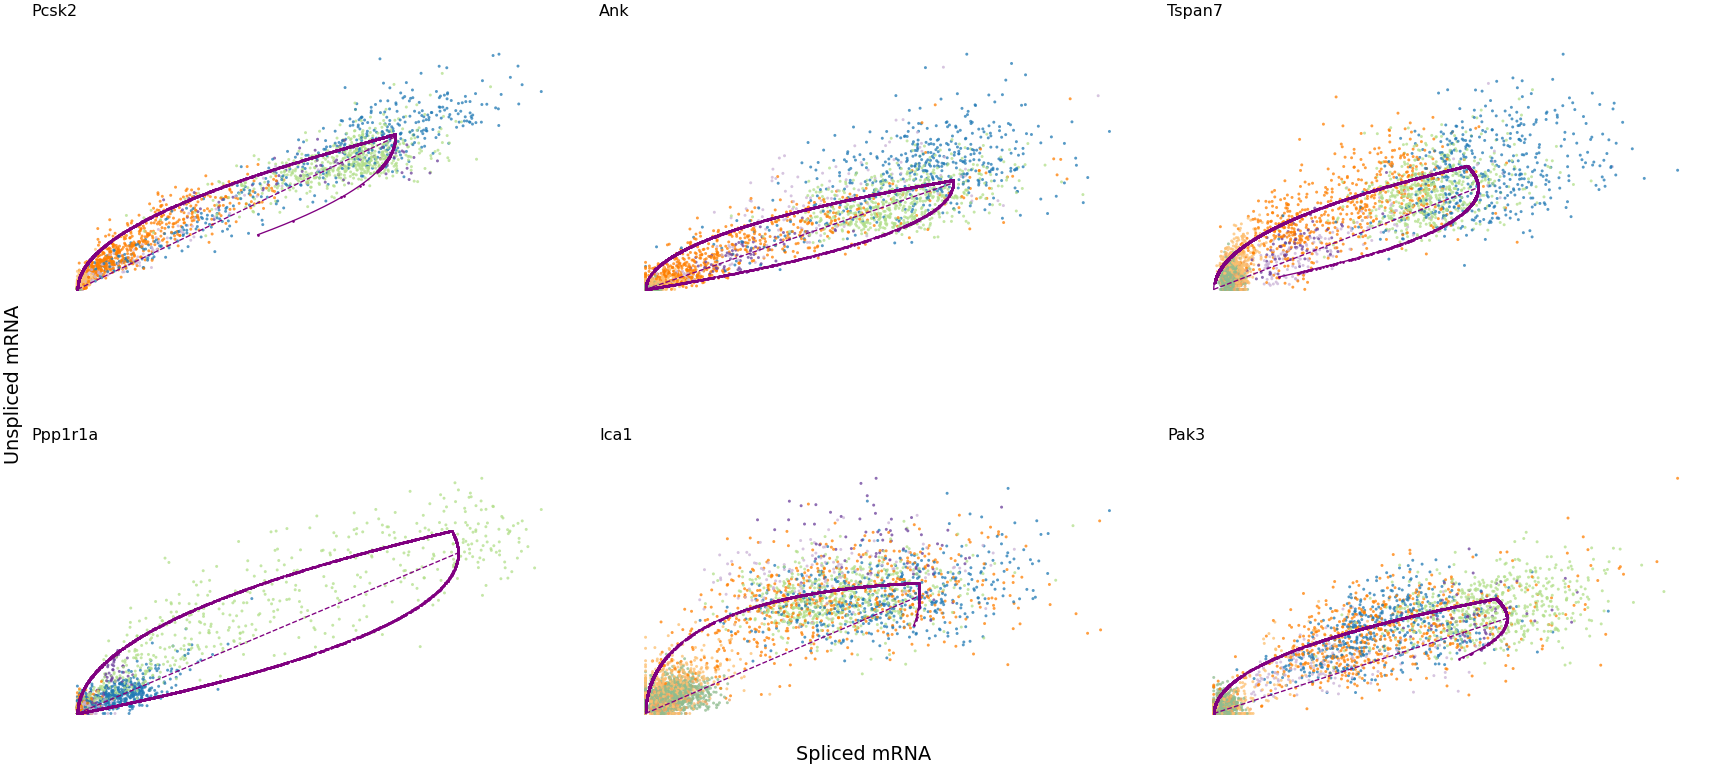 Pcsk2
Ank
Tspan7
Unspliced mRNA
Ppp1r1a
Ica1
Pak3
Spliced mRNA